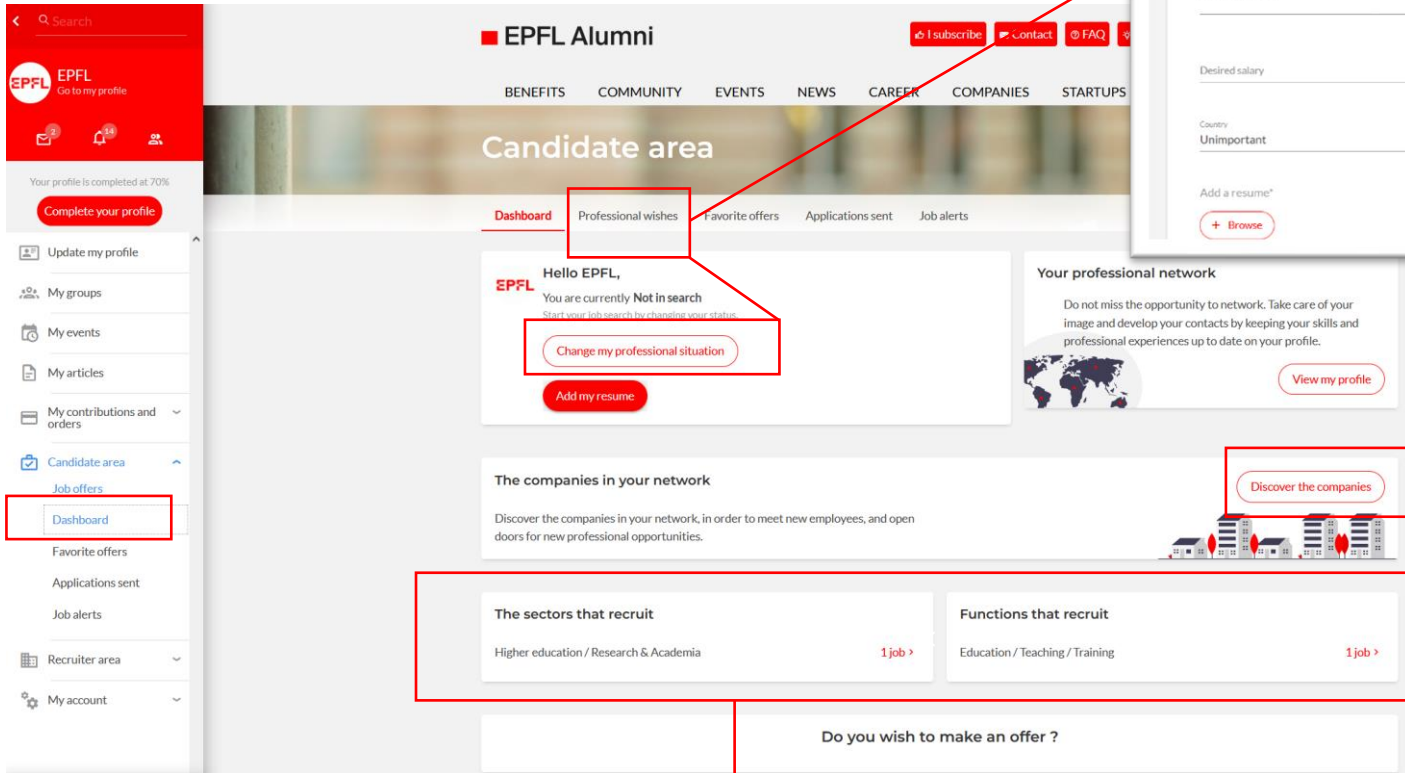 Search
EPFL
EPFL
Go to my profile
2
14
Your profile is completed at 70%
Complete your profile
Update my profile
My groups
My events
My articles
My contributions and
orders
Candidate area
Job offers
Dashboard
Favorite offers
Applications sent
Job alerts
Recruiter area
My account
EPFL Alumni
I subscribe
Contact
FAQ
BENEFITS COMMUNITY EVENTS NEWS CAREER COMPANIES STARTUPS
Candidate area
Dashboard Professional wishes Favorite offers Applications sent Job alerts
Desired salary
Country
Unimportant
Add a resume*
+ Browse
EPFL
Hello EPFL,
You are currently Not in search
Start your job search by changing your status.
Change my professional situation
Add my resume
Your professional network
Do not miss the opportunity to network. Take care of your
image and develop your contacts by keeping your skills and
professional experiences up to date on your profile.
View my profile
The companies in your network
Discover the companies in your network, in order to meet new employees, and open
doors for new professional opportunities.
Discover the companies
The sectors that recruit
Higher education / Research & Academia 1 job >
Functions that recruit
Education / Teaching / Training 1 job >
Do you wish to make an offer ?